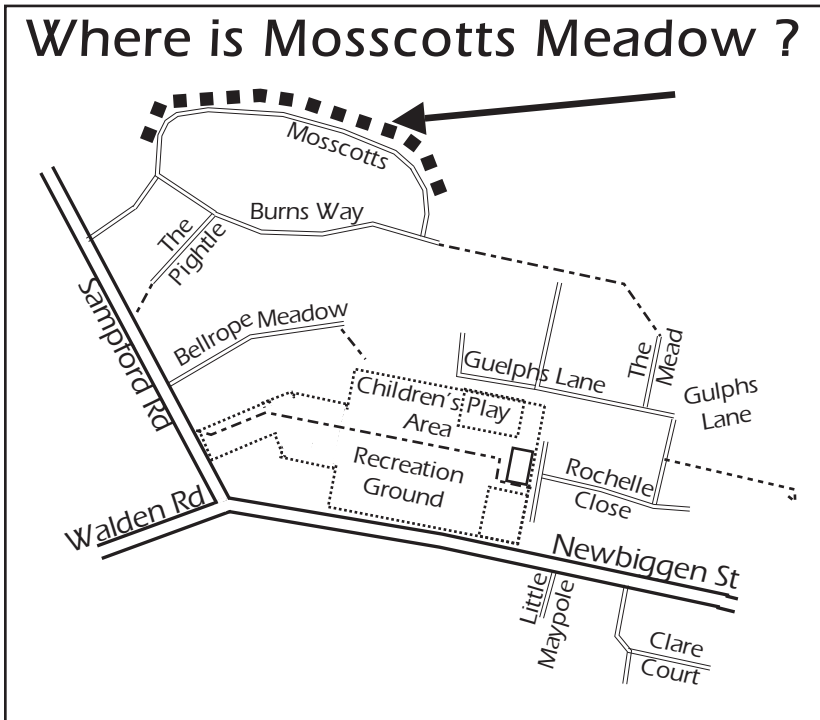 Where is Mosscotts Meadow ?
Mosscotts
Burns Way
The
Pightle
Sampford Rd
Bellrope Meadow
Guelphs Lane
The
Mead
Gulphs
Lane
Children's Play
Area
Recreation
Ground
Rochelle
Close
Walden Rd
Newbiggen St
Little
Maypole
Clare
Court